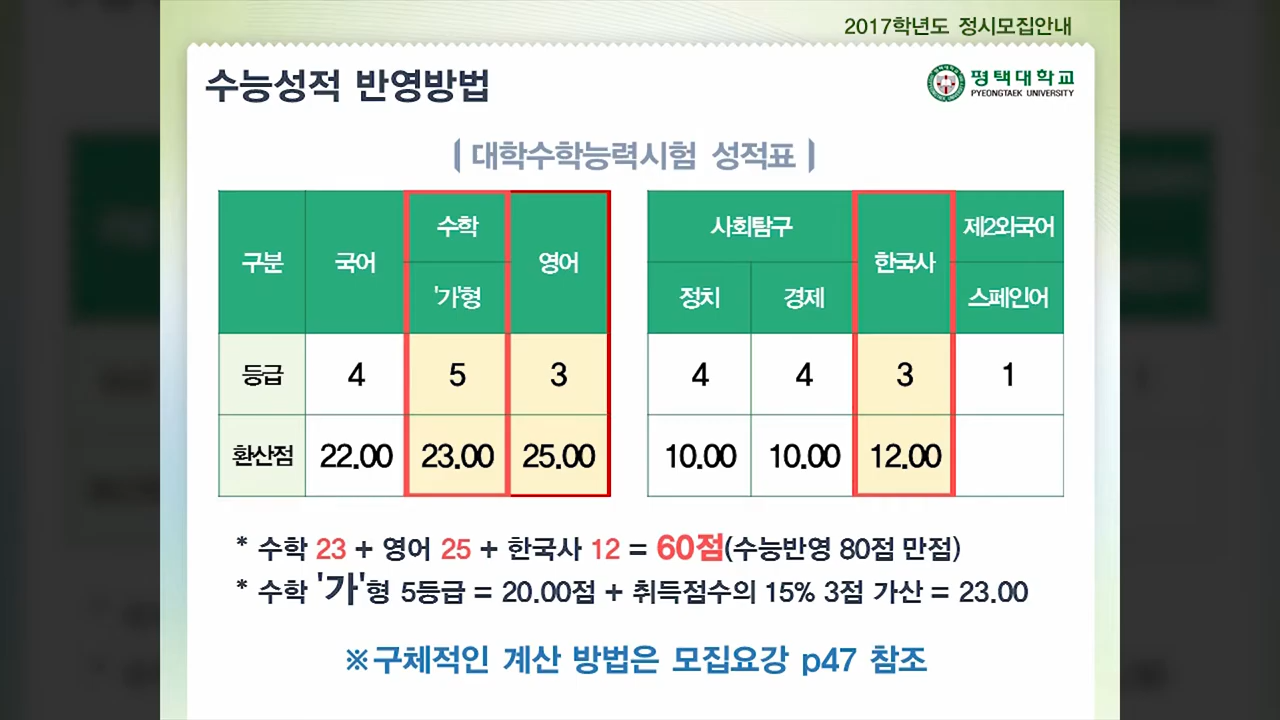 2017학년도 정시모집안내
수능성적 반영방법
평택대학교
PYEONGTAEK UNIVERSITY
대학수학능력시험 성적표
구분 국어 수학 영어 사회탐구 한국사 제2외국어
'가'형 정치 경제 스페인어
등급 4 5 3 4 4 3 1
환산점 22.00 23.00 25.00 10.00 10.00 12.00
* 수학 23 + 영어 25 + 한국사 12 = 60점(수능반영 80점 만점)
* 수학 '가'형 5등급 = 20.00점 + 취득점수의 15% 3점 가산 = 23.00
※구체적인 계산 방법은 모집요강 p47 참조